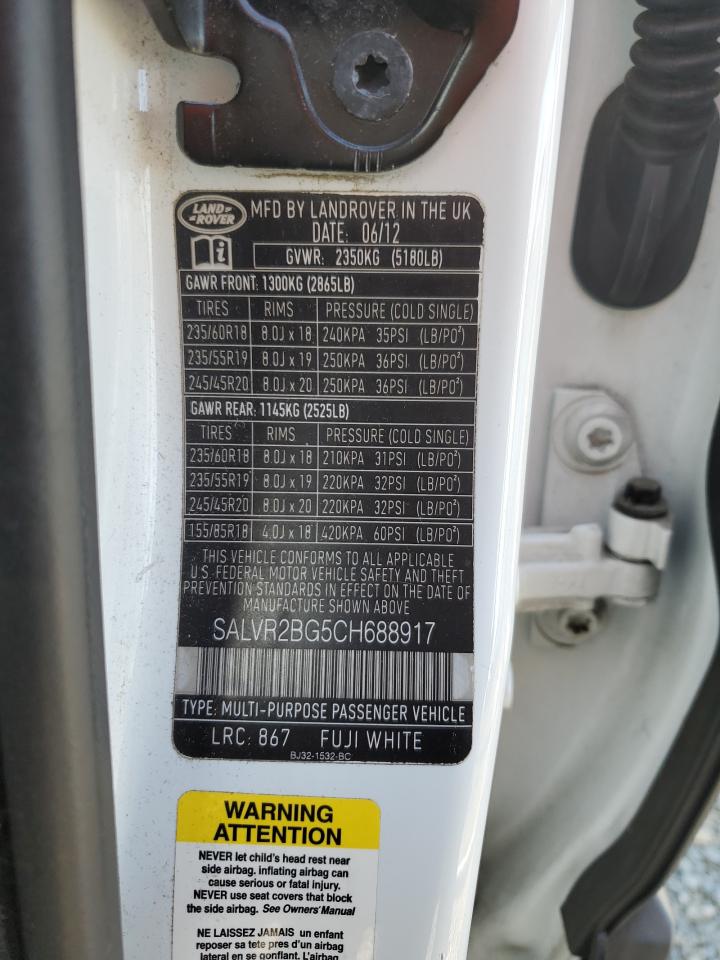 LAND ROVER
MFD BY LANDROVER IN THE UK
DATE: 06/12
GVWR: 2350KG (5180LB)
GAWR FRONT: 1300KG (2865LB)
TIRES RIMS PRESSURE (COLD SINGLE)
235/60R18 8.0J x 18 240KPA 35PSI (LB/PO²)
235/55R19 8.0J x 19 250KPA 36PSI (LB/PO²)
245/45R20 8.0J x 20 250KPA 36PSI (LB/PO²)
GAWR REAR: 1145KG (2525LB)
TIRES RIMS PRESSURE (COLD SINGLE)
235/60R18 8.0J x 18 210KPA 31PSI (LB/PO²)
235/55R19 8.0J x 19 220KPA 32PSI (LB/PO²)
245/45R20 8.0J x 20 220KPA 32PSI (LB/PO²)
155/85R18 4.0J x 18 420KPA 60PSI (LB/PO²)
THIS VEHICLE CONFORMS TO ALL APPLICABLE
U.S. FEDERAL MOTOR VEHICLE SAFETY AND THEFT
PREVENTION STANDARDS IN EFFECT ON THE DATE OF
MANUFACTURE SHOWN ABOVE
SALVR2BG5CH688917
TYPE: MULTI-PURPOSE PASSENGER VEHICLE
LRC: 867 FUJI WHITE
BJ32-1532-BC
WARNING
ATTENTION
NEVER let child's head rest near
side airbag. inflating airbag can
cause serious or fatal injury.
NEVER use seat covers that block
the side airbag. See Owners' Manual
NE LAISSEZ JAMAIS un enfant
reposer sa tete pres d'un airbag
lateral en se gonflant. L'airbag